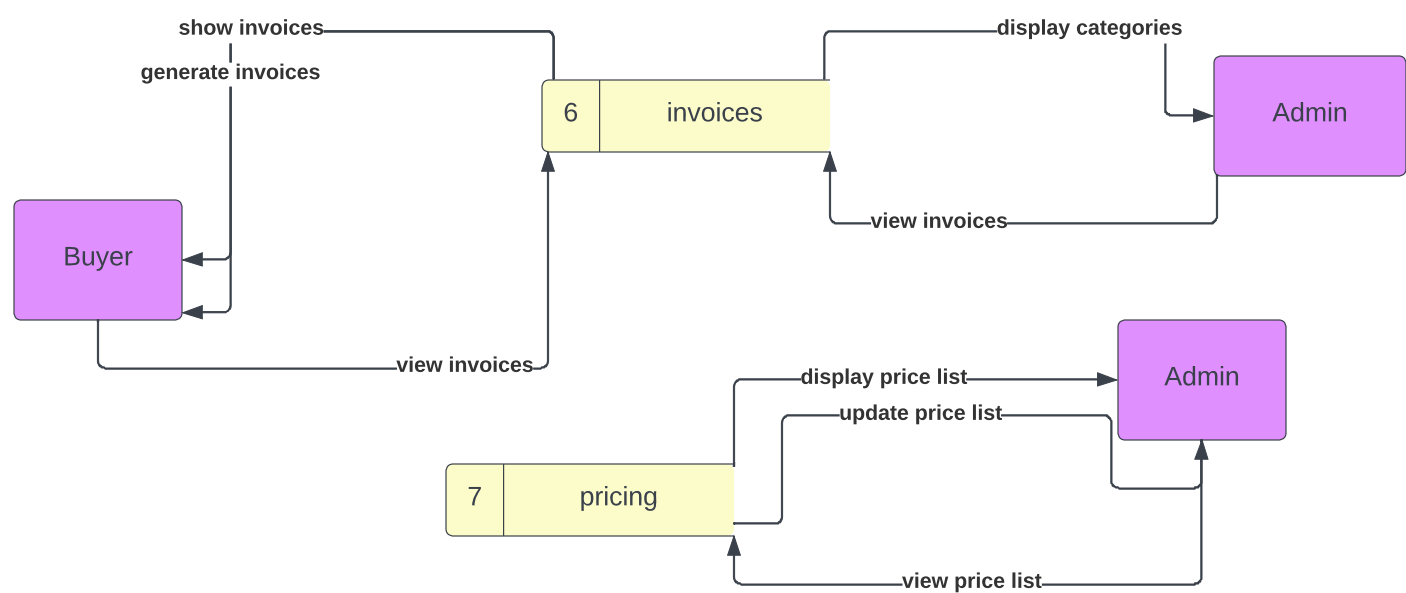 show invoices
display categories
generate invoices
6
invoices
Admin
view invoices
Buyer
view invoices
display price list
Admin
update price list
7
pricing
view price list